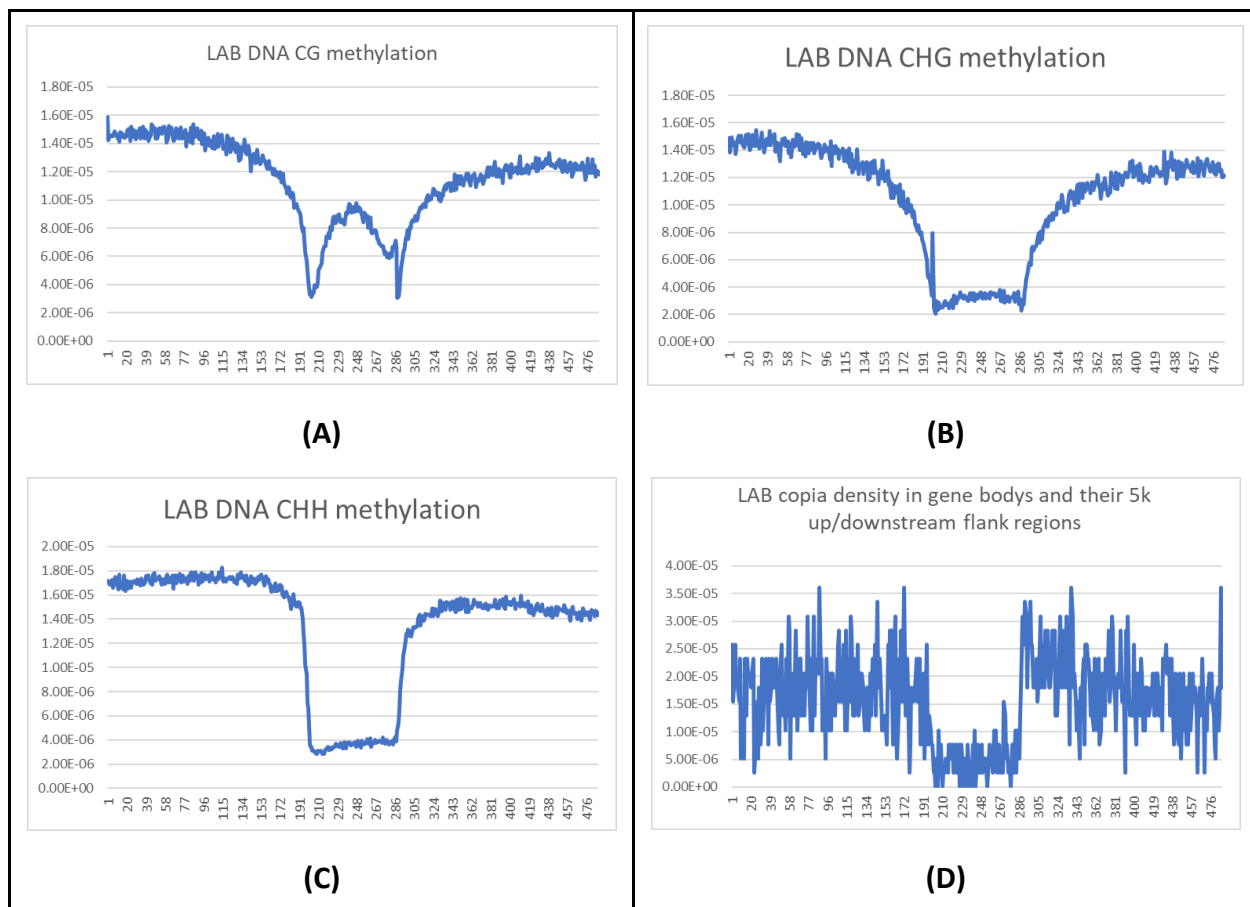 LAB DNA CG methylation
1.80E-05
1.60E-05
1.40E-05
1.20E-05
1.00E-05
8.00E-06
6.00E-06
4.00E-06
2.00E-06
0.00E+00
1 20 39 58 77 96 115 134 153 172 191 210 229 248 267 286 305 324 343 362 381 400 419 438 457 476
(A)
LAB DNA CHG methylation
1.80E-05
1.60E-05
1.40E-05
1.20E-05
1.00E-05
8.00E-06
6.00E-06
4.00E-06
2.00E-06
0.00E+00
1 20 39 58 77 96 115 134 153 172 191 210 229 248 267 286 305 324 343 362 381 400 419 438 457 476
(B)
LAB DNA CHH methylation
2.00E-05
1.80E-05
1.60E-05
1.40E-05
1.20E-05
1.00E-05
8.00E-06
6.00E-06
4.00E-06
2.00E-06
0.00E+00
1 20 39 58 77 96 115 134 153 172 191 210 229 248 267 286 305 324 343 362 381 400 419 438 457 476
(C)
LAB copia density in gene bodys and their 5k
up/downstream flank regions
4.00E-05
3.50E-05
3.00E-05
2.50E-05
2.00E-05
1.50E-05
1.00E-05
5.00E-06
0.00E+00
1 20 39 58 77 96 115 134 153 172 191 210 229 248 267 286 305 324 343 362 381 400 419 438 457 476
(D)